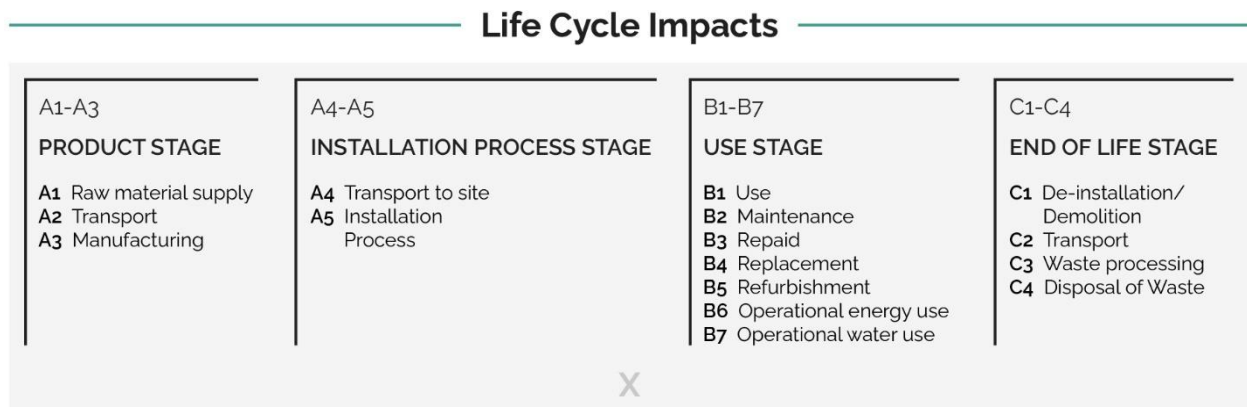 Life Cycle Impacts
A1-A3
PRODUCT STAGE
A1 Raw material supply
A2 Transport
A3 Manufacturing
A4-A5
INSTALLATION PROCESS STAGE
A4 Transport to site
A5 Installation
Process
B1-B7
USE STAGE
B1 Use
B2 Maintenance
B3 Repaid
B4 Replacement
B5 Refurbishment
B6 Operational energy use
B7 Operational water use
C1-C4
END OF LIFE STAGE
C1 De-installation/
Demolition
C2 Transport
C3 Waste processing
C4 Disposal of Waste
X